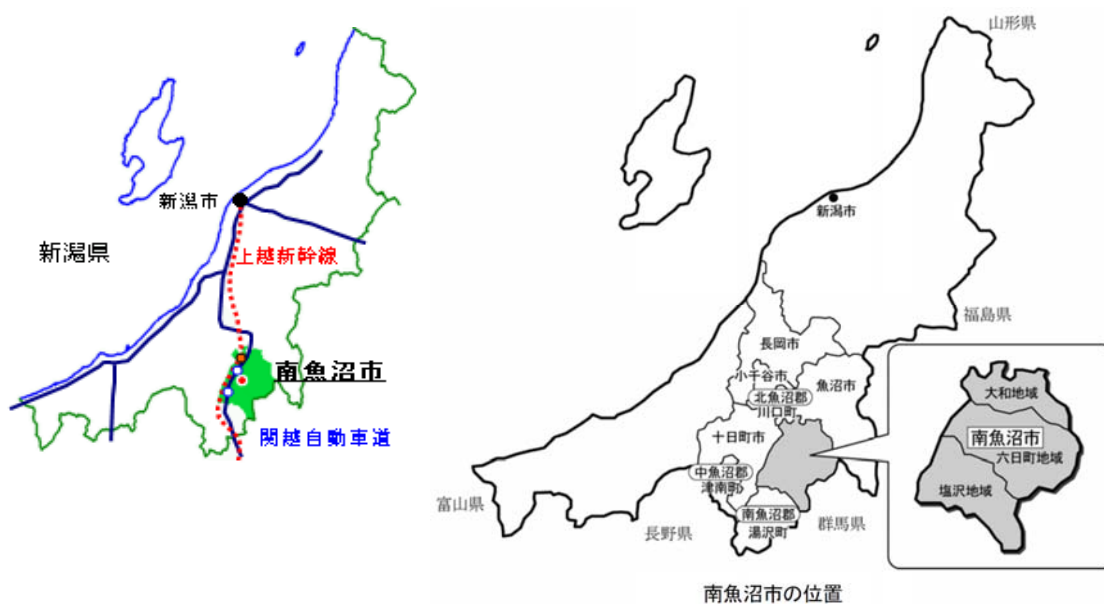 新潟市
新潟県
上越新幹線
南魚沼市
関越自動車道
山形県
新潟市
福島県
長岡市
小千谷市
魚沼市
北魚沼郡
川口町
十日町市
中魚沼郡
津南町
南魚沼郡
湯沢町
富山県
長野県
群馬県
大和地域
南魚沼市
六日町地域
塩沢地域
南魚沼市の位置